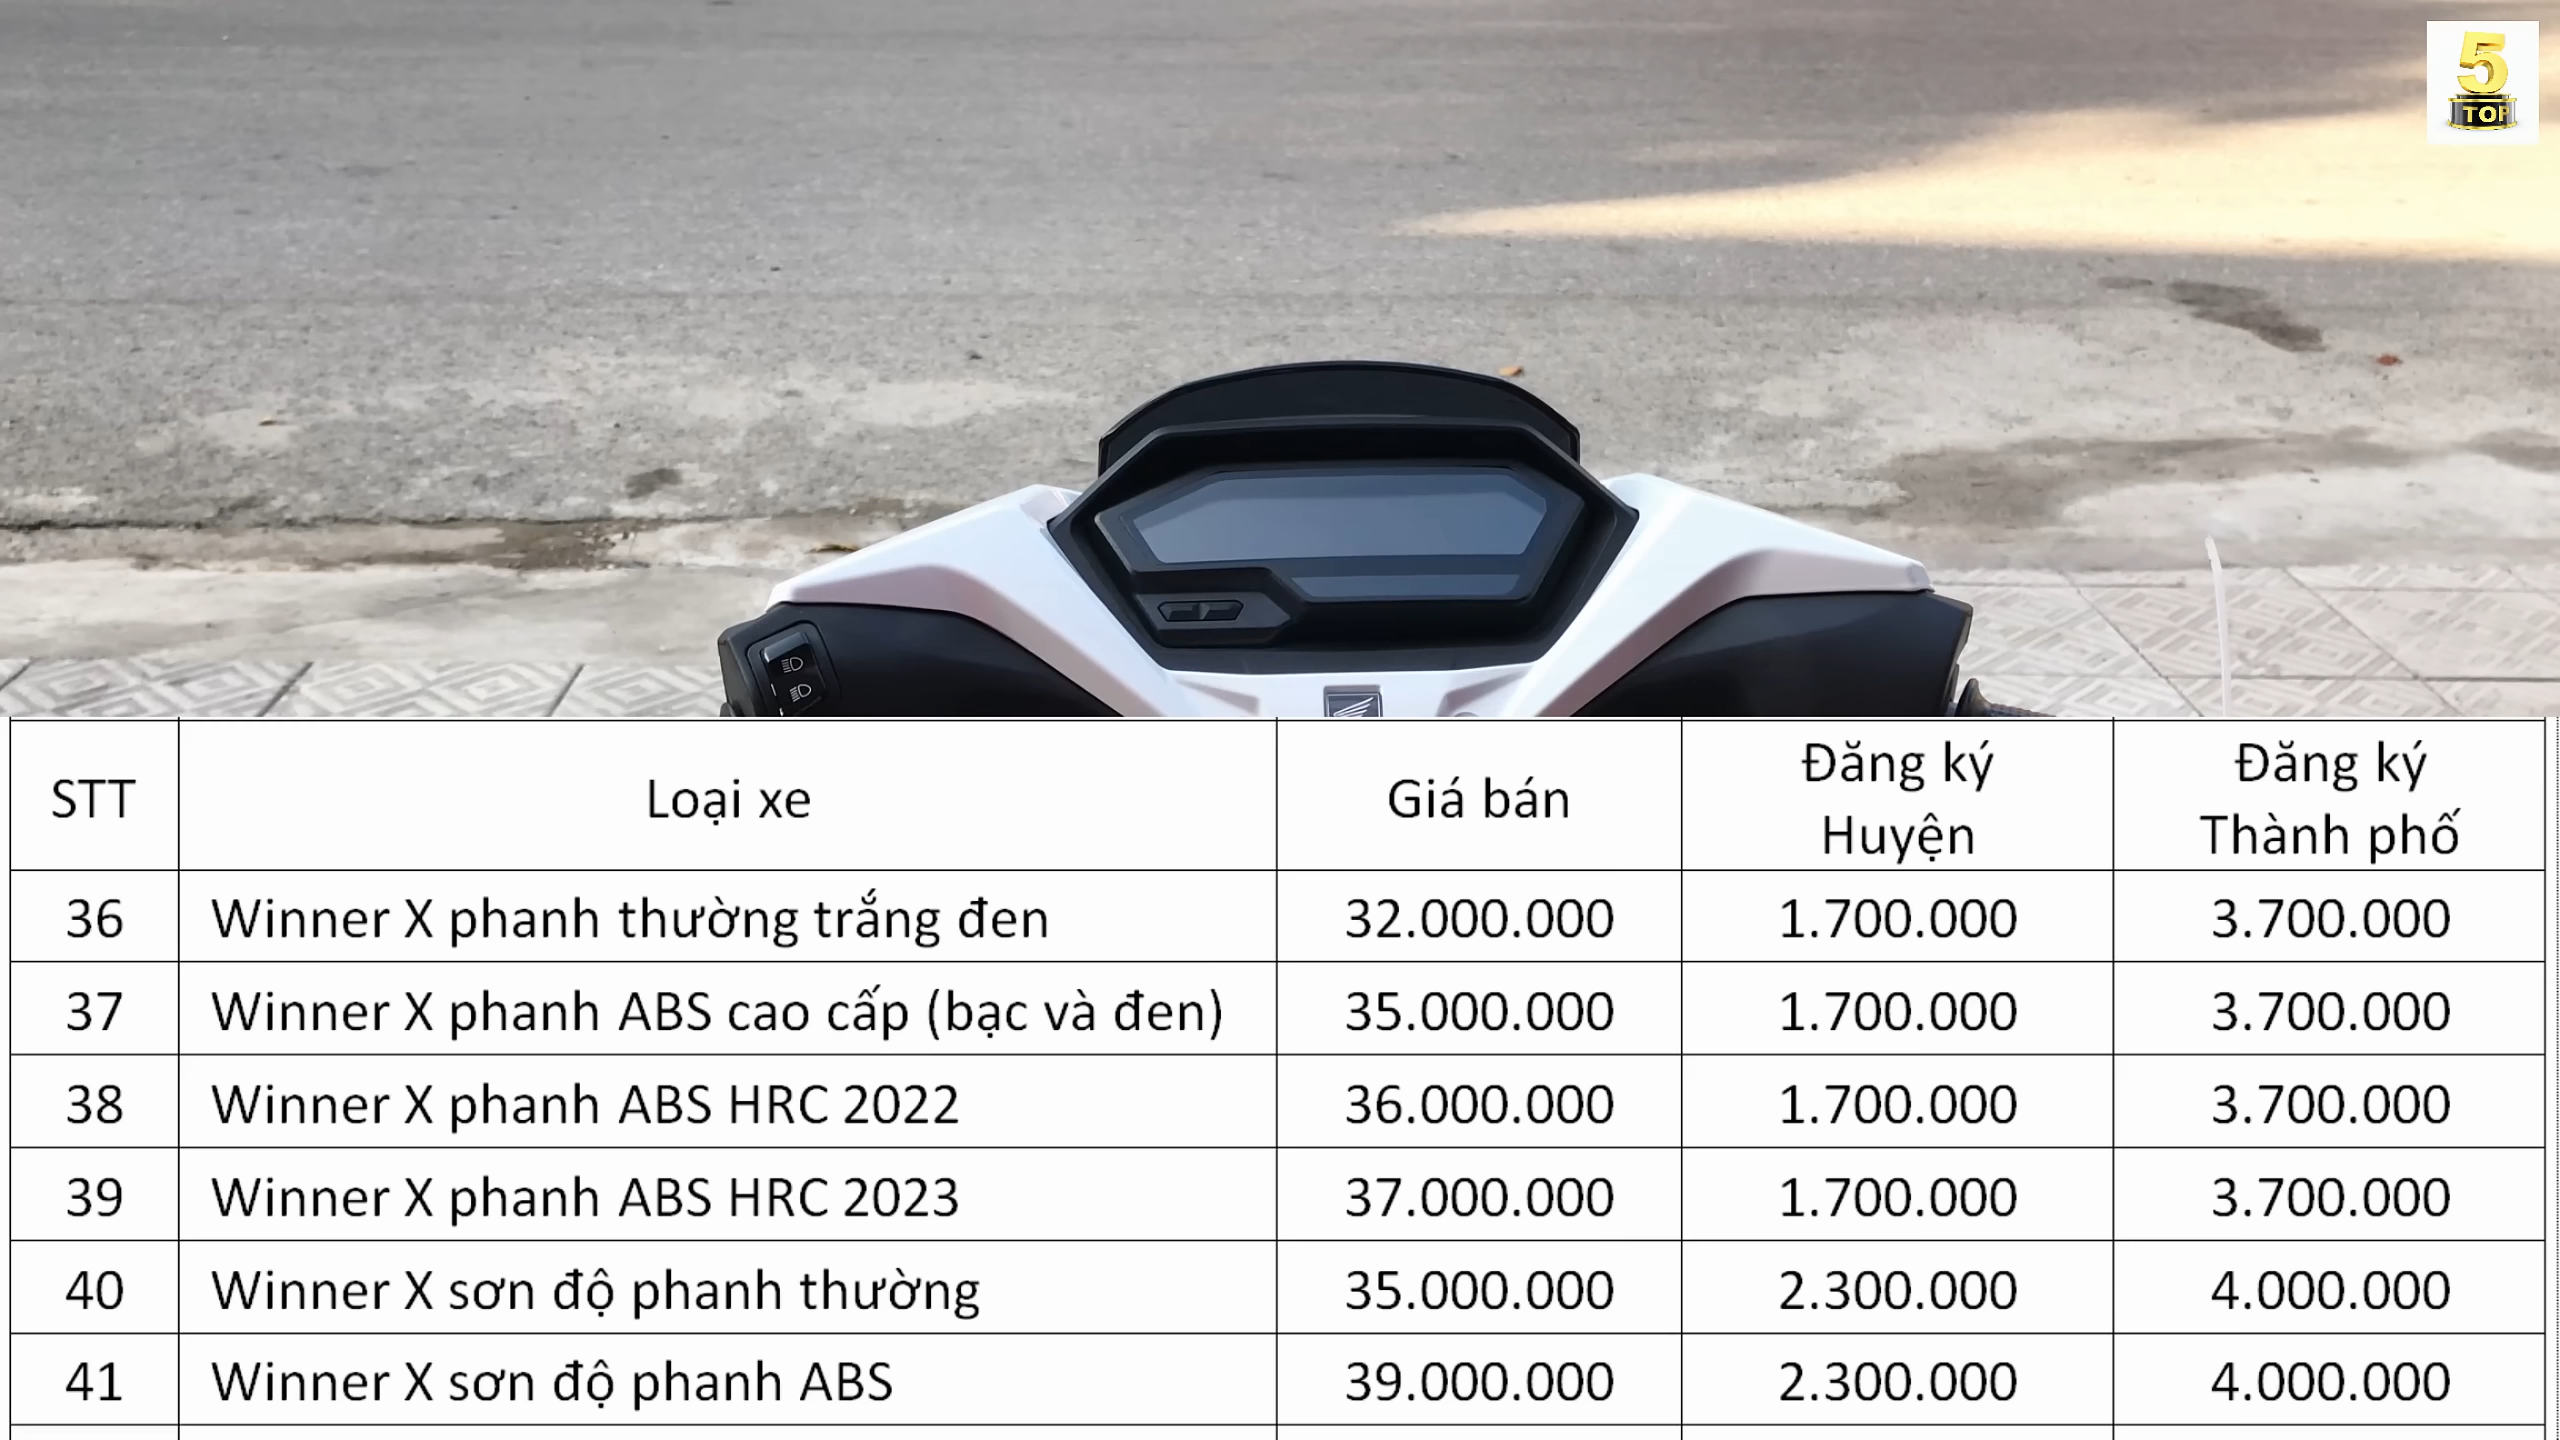 5
TOP
STT Loại xe Giá bán Đăng ký Huyện Đăng ký Thành phố
36 Winner X phanh thường trắng đen 32.000.000 1.700.000 3.700.000
37 Winner X phanh ABS cao cấp (bạc và đen) 35.000.000 1.700.000 3.700.000
38 Winner X phanh ABS HRC 2022 36.000.000 1.700.000 3.700.000
39 Winner X phanh ABS HRC 2023 37.000.000 1.700.000 3.700.000
40 Winner X sơn độ phanh thường 35.000.000 2.300.000 4.000.000
41 Winner X sơn độ phanh ABS 39.000.000 2.300.000 4.000.000